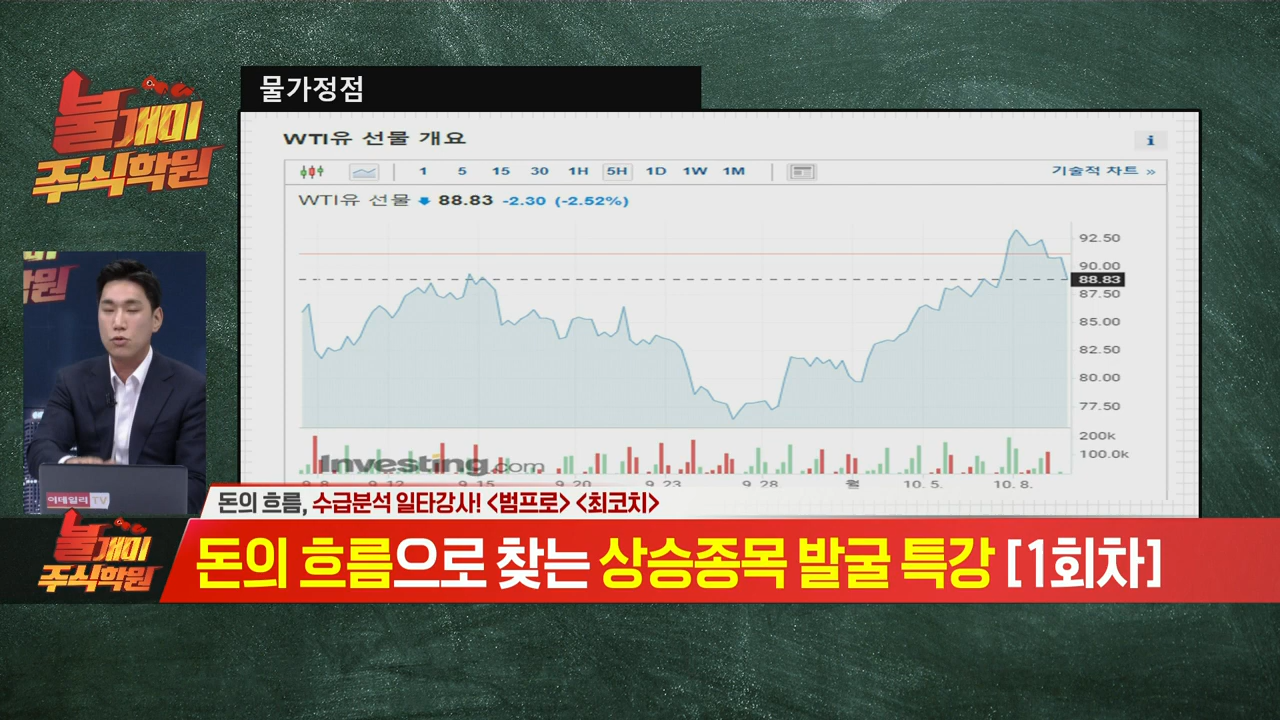 물가정점
불개미
주식학원
WTI유 선물 개요
i
1 5 15 30 1H 5H 1D 1W 1M
기술적 차트 »
WTI유 선물 88.83 -2.30 (-2.52%)
92.50
90.00
88.83
87.50
85.00
82.50
80.00
77.50
200k
100.0k
Investing.com
9.20 9.28 월 10.5. 10.8.
학원
이데일리 TV
돈의 흐름, 수급분석 일타강사! <범프로> <최코치>
불개미
주식학원
돈의 흐름으로 찾는 상승종목 발굴 특강 [1회차]